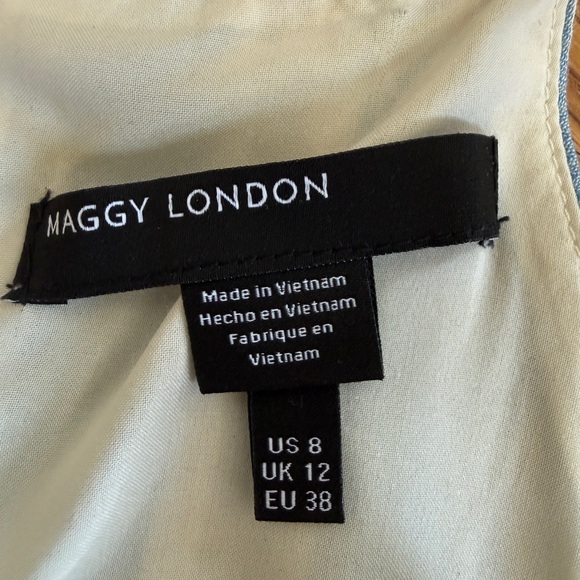 MAGGY LONDON
Made in Vietnam
Hecho en Vietnam
Fabrique en
Vietnam
US 8
UK 12
EU 38